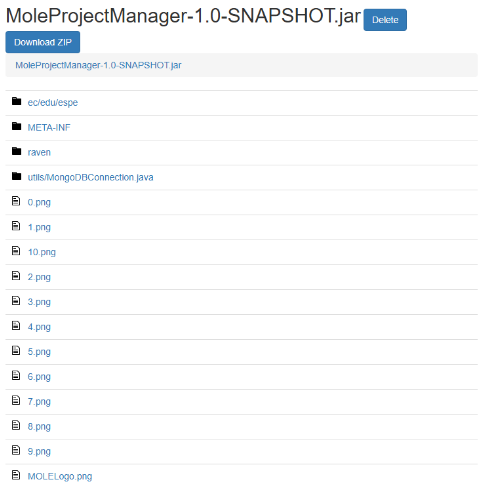 MoleProjectManager-1.0-SNAPSHOT.jar Delete
Download ZIP
MoleProjectManager-1.0-SNAPSHOT.jar
ec/edu/espe
META-INF
raven
utils/MongoDBConnection.java
0.png
1.png
10.png
2.png
3.png
4.png
5.png
6.png
7.png
8.png
9.png
MOLELogo.png